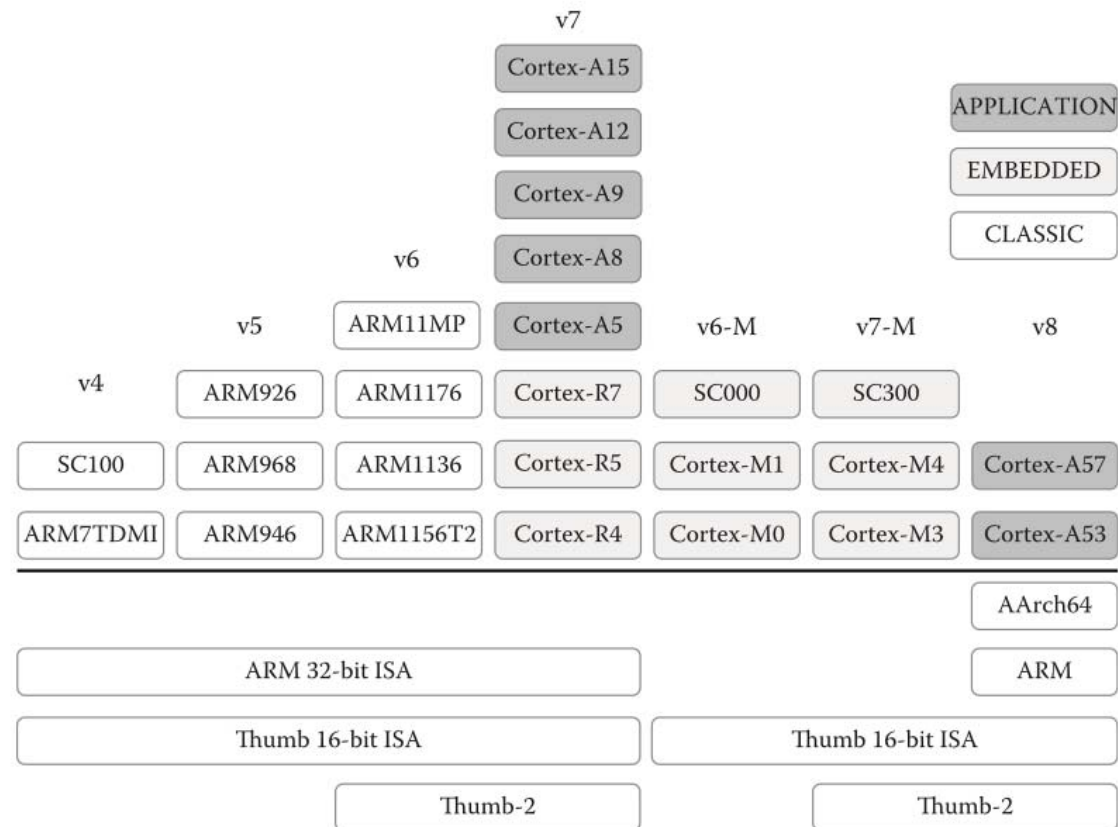 v7
Cortex-A15
APPLICATION
Cortex-A12
EMBEDDED
Cortex-A9
CLASSIC
v6
Cortex-A8
v5
ARM11MP
Cortex-A5
v6-M
v7-M
v8
v4
ARM926
ARM1176
Cortex-R7
SC000
SC300
SC100
ARM968
ARM1136
Cortex-R5
Cortex-M1
Cortex-M4
Cortex-A57
ARM7TDMI
ARM946
ARM1156T2
Cortex-R4
Cortex-M0
Cortex-M3
Cortex-A53
AArch64
ARM 32-bit ISA
ARM
Thumb 16-bit ISA
Thumb 16-bit ISA
Thumb-2
Thumb-2